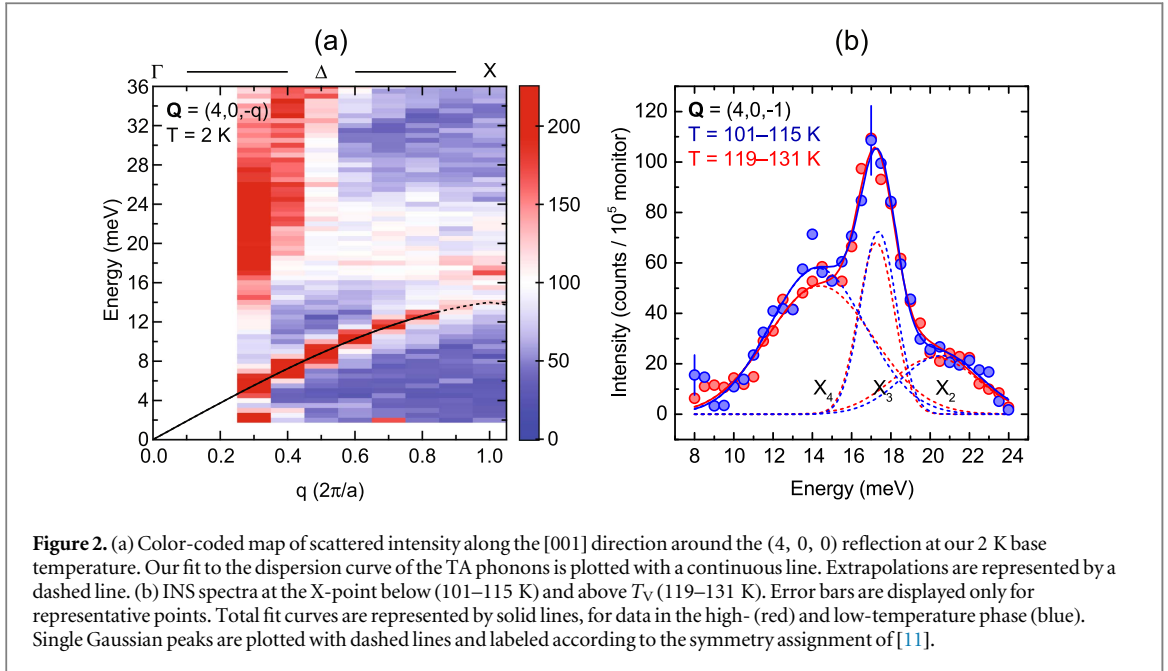 (a)
Γ Δ X
Q = (4,0,-q)
T = 2 K
36
32
28
24
20
16
12
8
4
0
Energy (meV)
0.0 0.2 0.4 0.6 0.8 1.0
q (2π/a)
200
150
100
50
0
(b)
Q = (4,0,-1)
T = 101–115 K
T = 119–131 K
120
100
80
60
40
20
0
Intensity (counts / 10⁵ monitor)
X₄ X₃ X₂
8 10 12 14 16 18 20 22 24
Energy (meV)
Figure 2. (a) Color-coded map of scattered intensity along the [001] direction around the (4, 0, 0) reflection at our 2 K base
temperature. Our fit to the dispersion curve of the TA phonons is plotted with a continuous line. Extrapolations are represented by a
dashed line. (b) INS spectra at the X-point below (101–115 K) and above T_V (119–131 K). Error bars are displayed only for
representative points. Total fit curves are represented by solid lines, for data in the high- (red) and low-temperature phase (blue).
Single Gaussian peaks are plotted with dashed lines and labeled according to the symmetry assignment of [11].